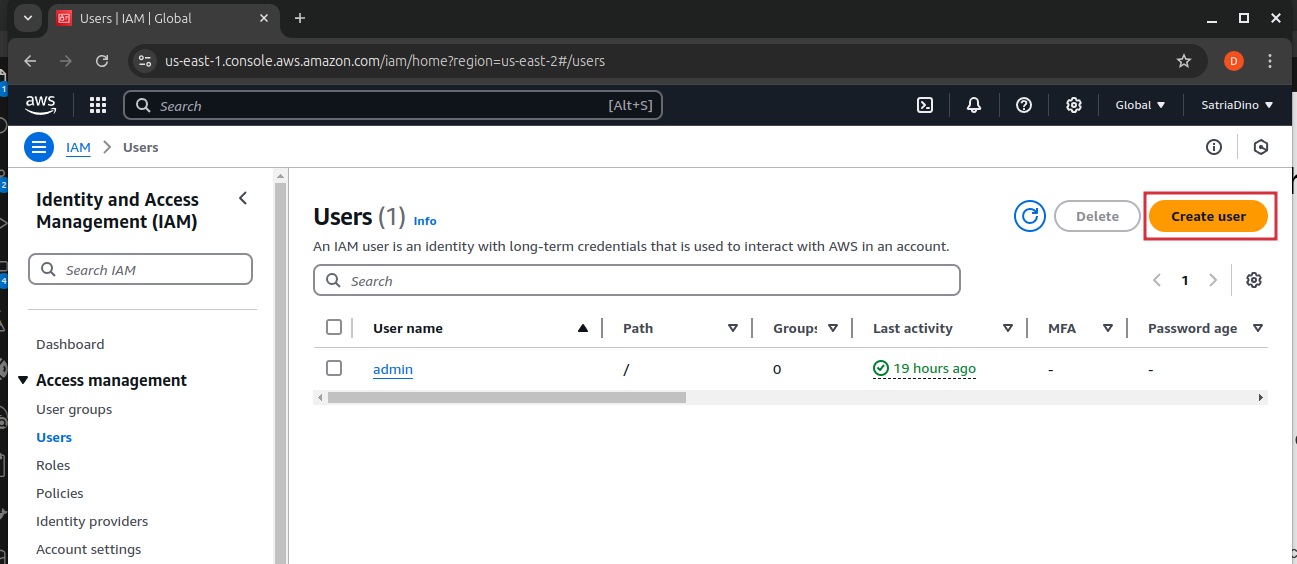 Users | IAM | Global
us-east-1.console.aws.amazon.com/iam/home?region=us-east-2#/users
D
aws
Search
[Alt+S]
Global
SatriaDino
IAM
Users
Identity and Access
Management (IAM)
Search IAM
Dashboard
Access management
User groups
Users
Roles
Policies
Identity providers
Account settings
Users (1) Info
Delete
Create user
An IAM user is an identity with long-term credentials that is used to interact with AWS in an account.
Search
1
User name Path Groups Last activity MFA Password age
admin / 0 19 hours ago - -